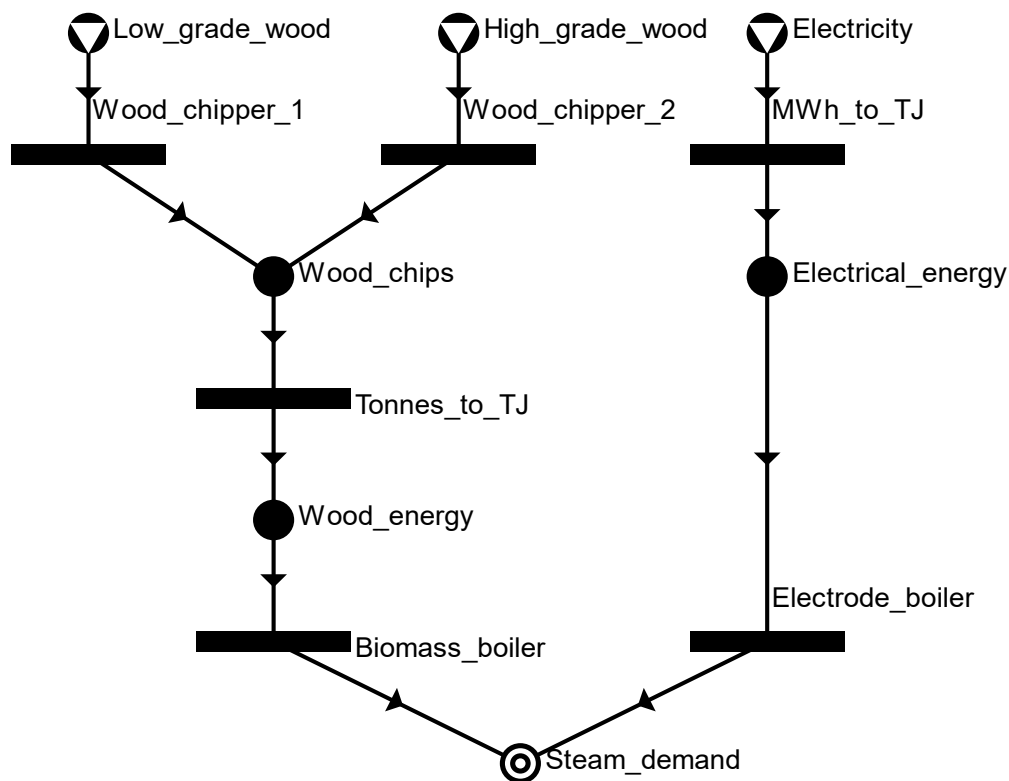 Low_grade_wood
High_grade_wood
Electricity
Wood_chipper_1
Wood_chipper_2
MWh_to_TJ
Wood_chips
Electrical_energy
Tonnes_to_TJ
Wood_energy
Electrode_boiler
Biomass_boiler
Steam_demand